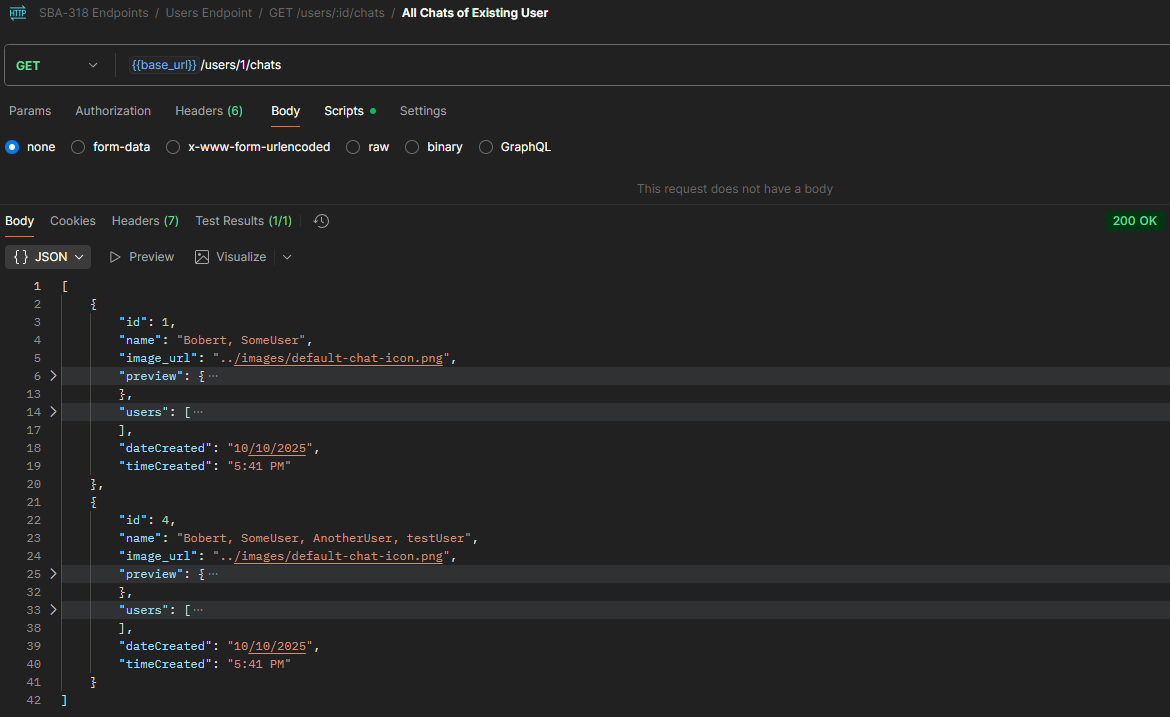 HTTP SBA-318 Endpoints / Users Endpoint / GET /users/:id/chats / All Chats of Existing User
GET {{base_url}} /users/1/chats
Params Authorization Headers (6) Body Scripts Settings
none form-data x-www-form-urlencoded raw binary GraphQL
This request does not have a body
Body Cookies Headers (7) Test Results (1/1) 200 OK
{} JSON Preview Visualize
1 [
2 {
3 "id": 1,
4 "name": "Bobert, SomeUser",
5 "image_url": "../images/default-chat-icon.png",
6 "preview": { ...
13 },
14 "users": [ ...
17 ],
18 "dateCreated": "10/10/2025",
19 "timeCreated": "5:41 PM"
20 },
21 {
22 "id": 4,
23 "name": "Bobert, SomeUser, AnotherUser, testUser",
24 "image_url": "../images/default-chat-icon.png",
25 "preview": { ...
32 },
33 "users": [ ...
38 ],
39 "dateCreated": "10/10/2025",
40 "timeCreated": "5:41 PM"
41 }
42 ]